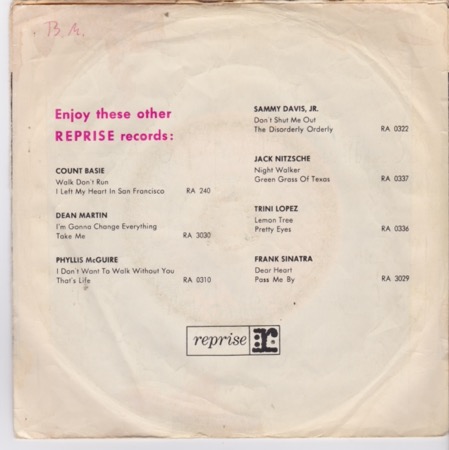 B. M.
Enjoy these other
REPRISE records:
COUNT BASIE
Walk Don't Run
I Left My Heart In San Francisco RA 240
DEAN MARTIN
I'm Gonna Change Everything
Take Me RA 3030
PHYLLIS McGUIRE
I Don't Want To Walk Without You
That's Life RA 0310
SAMMY DAVIS, JR.
Don't Shut Me Out
The Disorderly Orderly RA 0322
JACK NITZSCHE
Night Walker
Green Grass Of Texas RA 0337
TRINI LOPEZ
Lemon Tree
Pretty Eyes RA 0336
FRANK SINATRA
Dear Heart
Pass Me By RA 3029
reprise r: